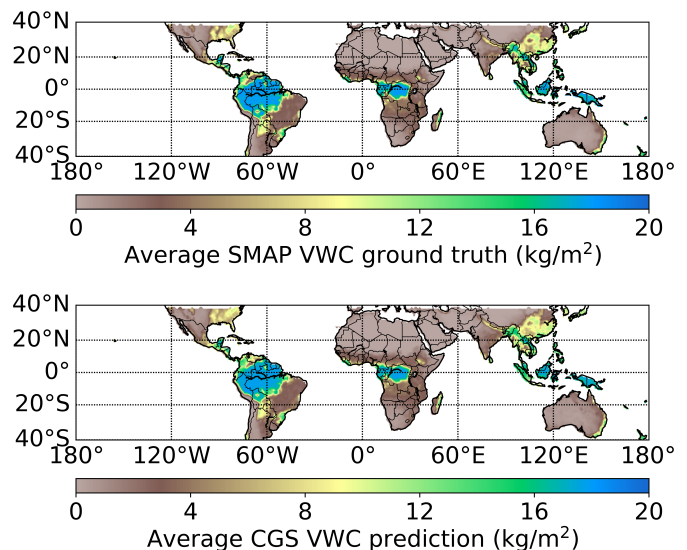 40°N
20°N
0°
20°S
40°S
180° 120°W 60°W 0° 60°E 120°E 180°
0 4 8 12 16 20
Average SMAP VWC ground truth (kg/m²)
40°N
20°N
0°
20°S
40°S
180° 120°W 60°W 0° 60°E 120°E 180°
0 4 8 12 16 20
Average CGS VWC prediction (kg/m²)